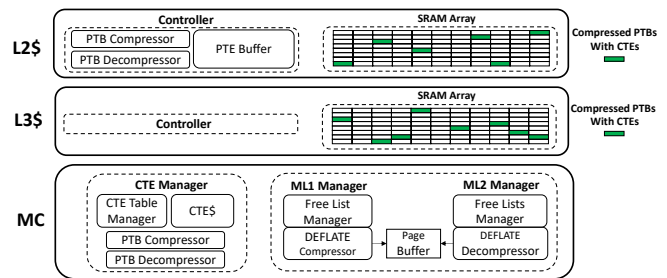 Controller
SRAM Array
L2$
PTB Compressor
PTB Decompressor
PTE Buffer
Compressed PTBs
With CTEs
SRAM Array
L3$
Controller
Compressed PTBs
With CTEs
MC
CTE Manager
CTE Table
Manager
CTE$
PTB Compressor
PTB Decompressor
ML1 Manager
Free List
Manager
DEFLATE
Compressor
Page
Buffer
ML2 Manager
Free Lists
Manager
DEFLATE
Decompressor